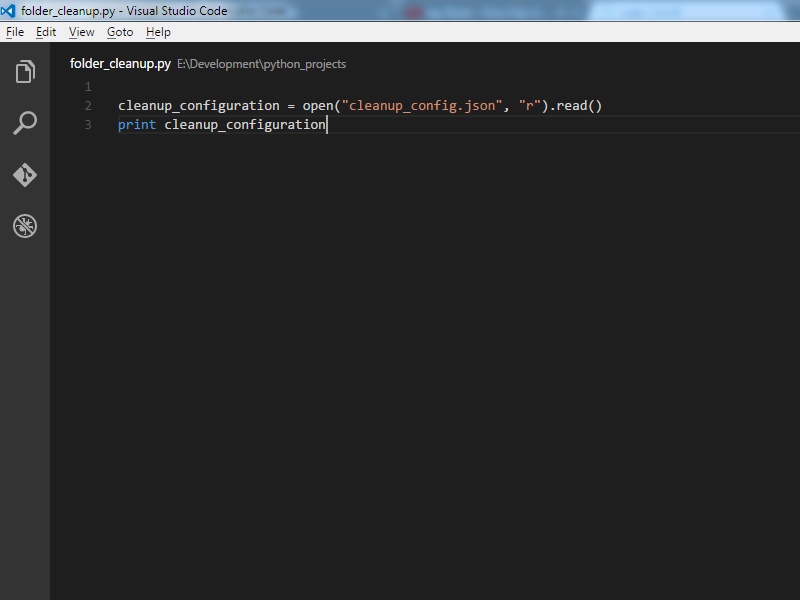 folder_cleanup.py - Visual Studio Code
File Edit View Goto Help
folder_cleanup.py E:\Development\python_projects
1
2 cleanup_configuration = open("cleanup_config.json", "r").read()
3 print cleanup_configuration